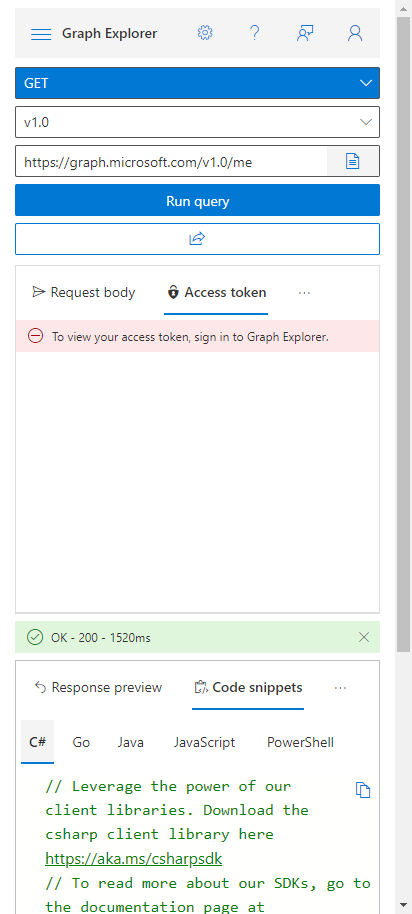 Graph Explorer
GET
v1.0
https://graph.microsoft.com/v1.0/me
Run query
Request body Access token ...
To view your access token, sign in to Graph Explorer.
OK - 200 - 1520ms
Response preview Code snippets ...
C# Go Java JavaScript PowerShell
// Leverage the power of our
client libraries. Download the
csharp client library here
https://aka.ms/csharpsdk
// To read more about our SDKs, go to
the documentation page at